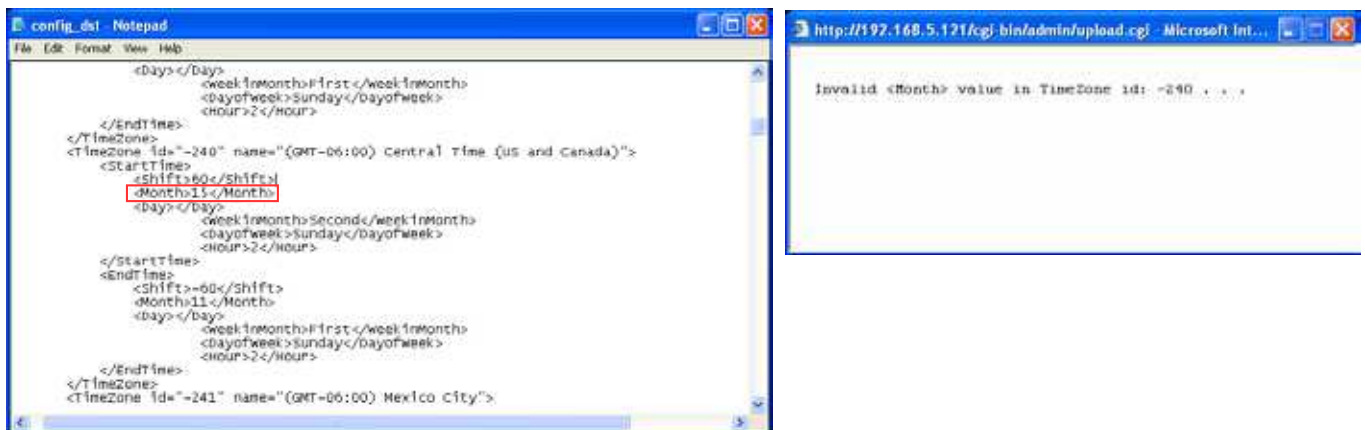 config_dst - Notepad
File Edit Format View Help
<Day></Day>
<WeekInMonth>First</WeekInMonth>
<DayofWeek>Sunday</DayofWeek>
<Hour>2</Hour>
</EndTime>
</TimeZone>
<TimeZone id="-240" name="(GMT-06:00) Central Time (US and Canada)">
<StartTime>
<Shift>60</Shift>
<Month>15</Month>
<Day></Day>
<WeekInMonth>Second</WeekInMonth>
<DayofWeek>Sunday</DayofWeek>
<Hour>2</Hour>
</StartTime>
<EndTime>
<Shift>-60</Shift>
<Month>11</Month>
<Day></Day>
<WeekInMonth>First</WeekInMonth>
<DayofWeek>Sunday</DayofWeek>
<Hour>2</Hour>
</EndTime>
</TimeZone>
<TimeZone id="-241" name="(GMT-06:00) Mexico City">
http://192.168.5.121/cgi-bin/admin/upload.cgi - Microsoft Int...
Invalid <Month> value in TimeZone id: -240 . . .